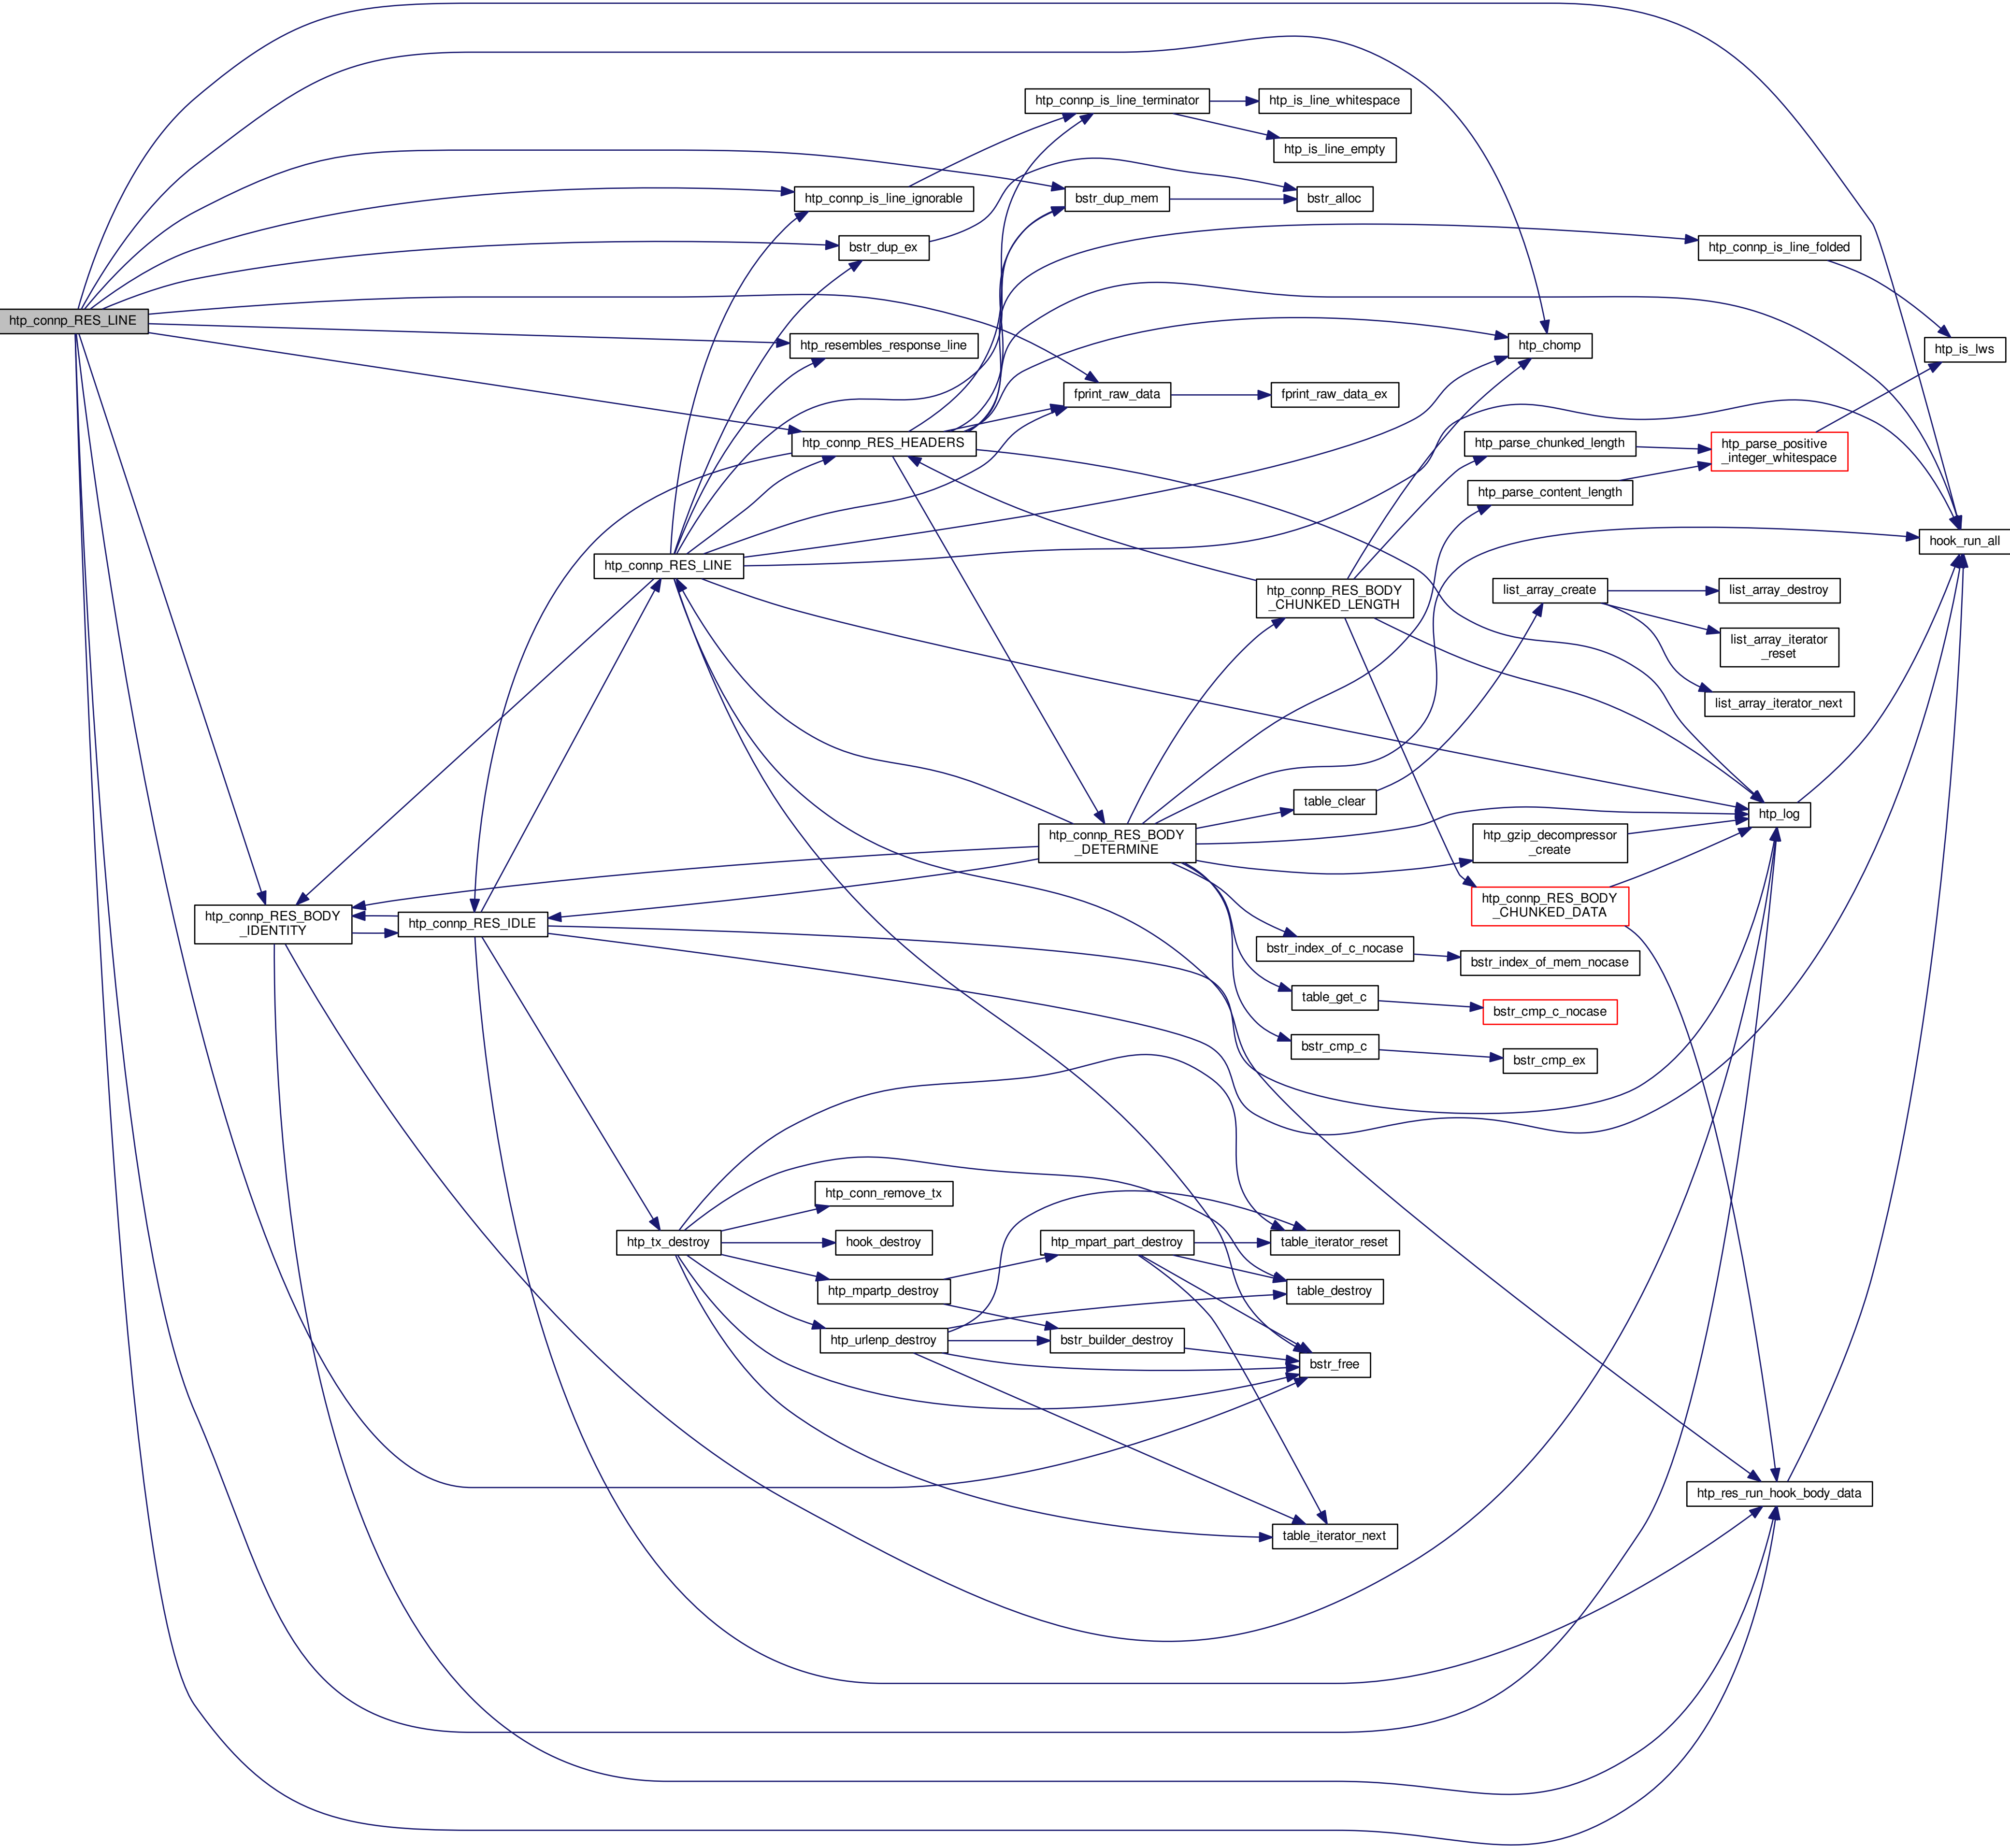 htp_connp_is_line_terminator
htp_is_line_whitespace
htp_is_line_empty
htp_connp_is_line_ignorable
bstr_dup_mem
bstr_alloc
bstr_dup_ex
htp_connp_is_line_folded
htp_connp_RES_LINE
htp_resembles_response_line
htp_chomp
htp_is_lws
fprint_raw_data
fprint_raw_data_ex
htp_connp_RES_HEADERS
htp_parse_chunked_length
htp_parse_positive
_integer_whitespace
htp_parse_content_length
hook_run_all
htp_connp_RES_LINE
htp_connp_RES_BODY
_CHUNKED_LENGTH
list_array_create
list_array_destroy
list_array_iterator
_reset
list_array_iterator_next
table_clear
htp_log
htp_connp_RES_BODY
_DETERMINE
htp_gzip_decompressor
_create
htp_connp_RES_BODY
_CHUNKED_DATA
htp_connp_RES_BODY
_IDENTITY
htp_connp_RES_IDLE
bstr_index_of_c_nocase
bstr_index_of_mem_nocase
table_get_c
bstr_cmp_c_nocase
bstr_cmp_c
bstr_cmp_ex
htp_conn_remove_tx
htp_tx_destroy
hook_destroy
htp_mpart_part_destroy
table_iterator_reset
htp_mpartp_destroy
table_destroy
htp_urlenp_destroy
bstr_builder_destroy
bstr_free
htp_res_run_hook_body_data
table_iterator_next